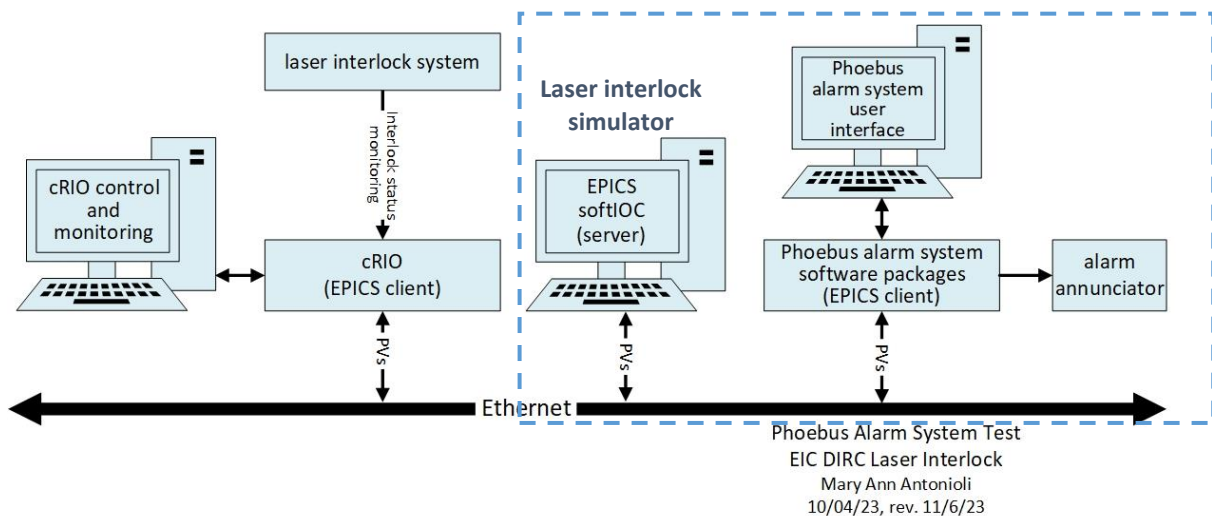 laser interlock system
Interlock status
monitoring
cRIO control
and
monitoring
cRIO
(EPICS client)
PVs
Laser interlock
simulator
EPICS
softIOC
(server)
Phoebus
alarm system
user
interface
Phoebus alarm system
software packages
(EPICS client)
alarm
annunciator
PVs
Ethernet
Phoebus Alarm System Test
EIC DIRC Laser Interlock
Mary Ann Antonioli
10/04/23, rev. 11/6/23